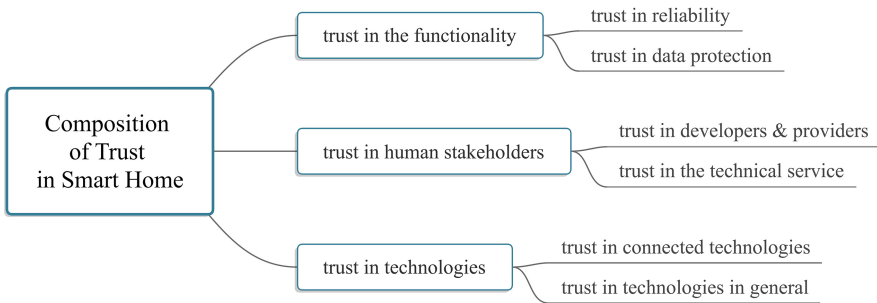 Composition
of Trust
in Smart Home
trust in the functionality
trust in reliability
trust in data protection
trust in human stakeholders
trust in developers & providers
trust in the technical service
trust in technologies
trust in connected technologies
trust in technologies in general